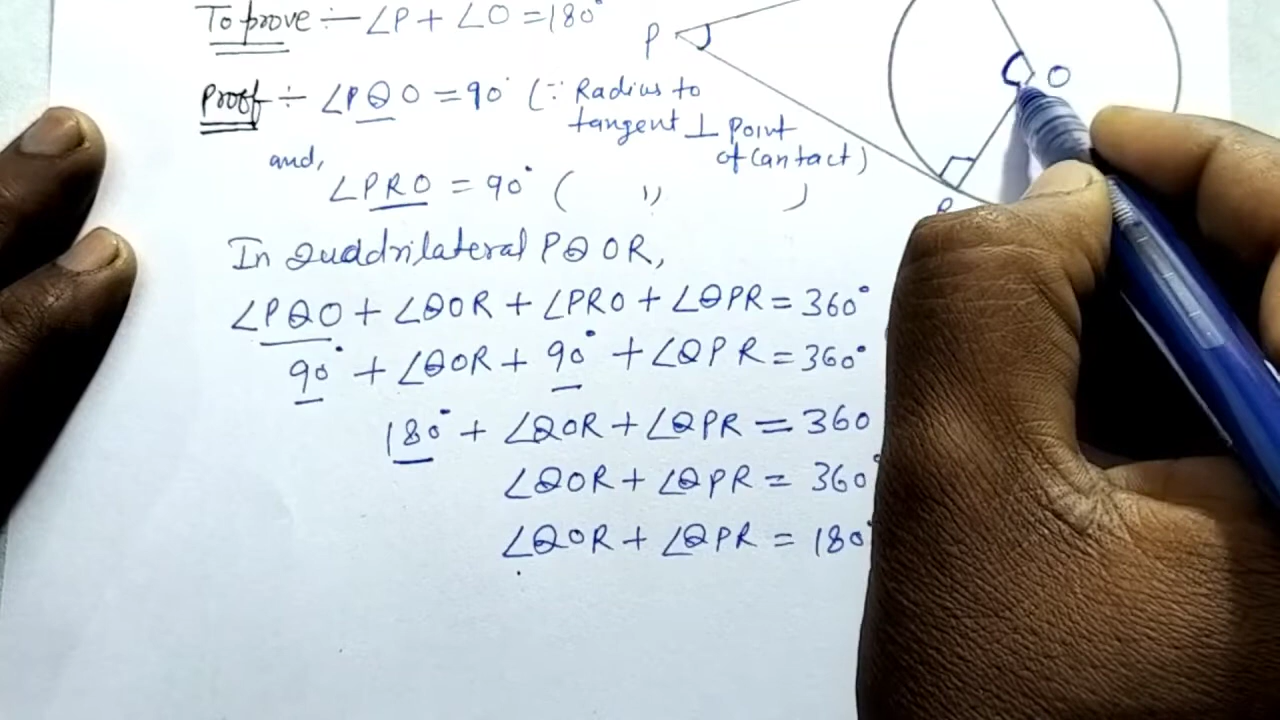 To prove ÷ ∠P + ∠O = 180°
P
O
Proof ÷ ∠PQO = 90° (∵ Radius to
tangent ⊥ Point
of Contact)
and,
∠PRO = 90° ( ,, )
R
In Quadrilateral PQOR,
∠PQO + ∠QOR + ∠PRO + ∠QPR = 360°
90° + ∠QOR + 90° + ∠QPR = 360°
180° + ∠QOR + ∠QPR = 360
∠QOR + ∠QPR = 360°
∠QOR + ∠QPR = 180°